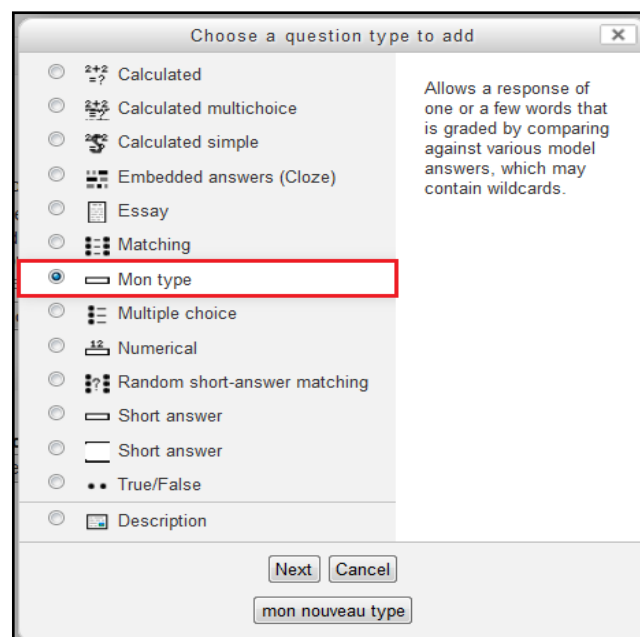 Choose a question type to add
Calculated
Calculated multichoice
Calculated simple
Embedded answers (Cloze)
Essay
Matching
Mon type
Multiple choice
Numerical
Random short-answer matching
Short answer
Short answer
True/False
Description
Allows a response of
one or a few words that
is graded by comparing
against various model
answers, which may
contain wildcards.
Next Cancel
mon nouveau type